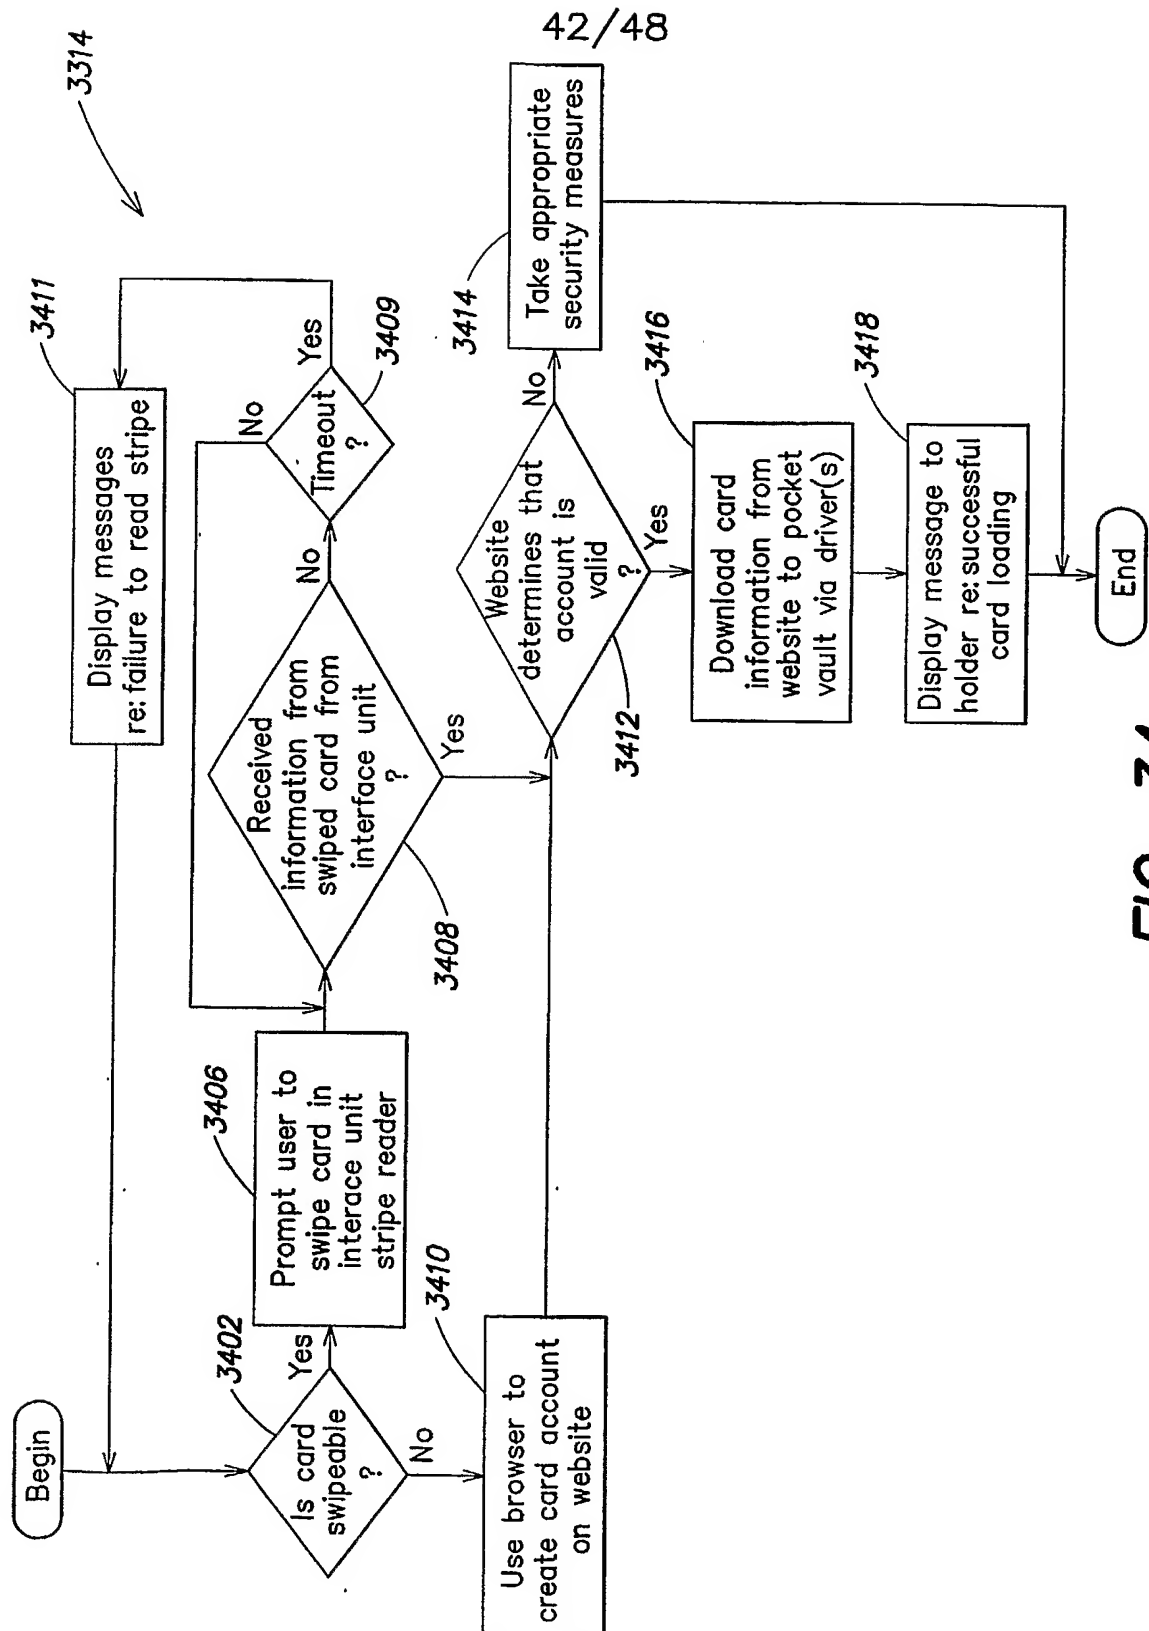 42/48
3314
Begin
Is card
swipeable
?
3402
Yes
No
Prompt user to
swipe card in
interace unit
stripe reader
3406
Use browser to
create card account
on website
3410
Received
information from
swiped card from
interface unit
?
3408
No
Yes
Timeout
?
3409
No
Yes
Display messages
re: failure to read stripe
3411
Website
determines that
account is
valid
?
3412
No
Yes
Take appropriate
security measures
3414
Download card
information from
website to pocket
vault via driver(s)
3416
Display message to
holder re: successful
card loading
3418
End